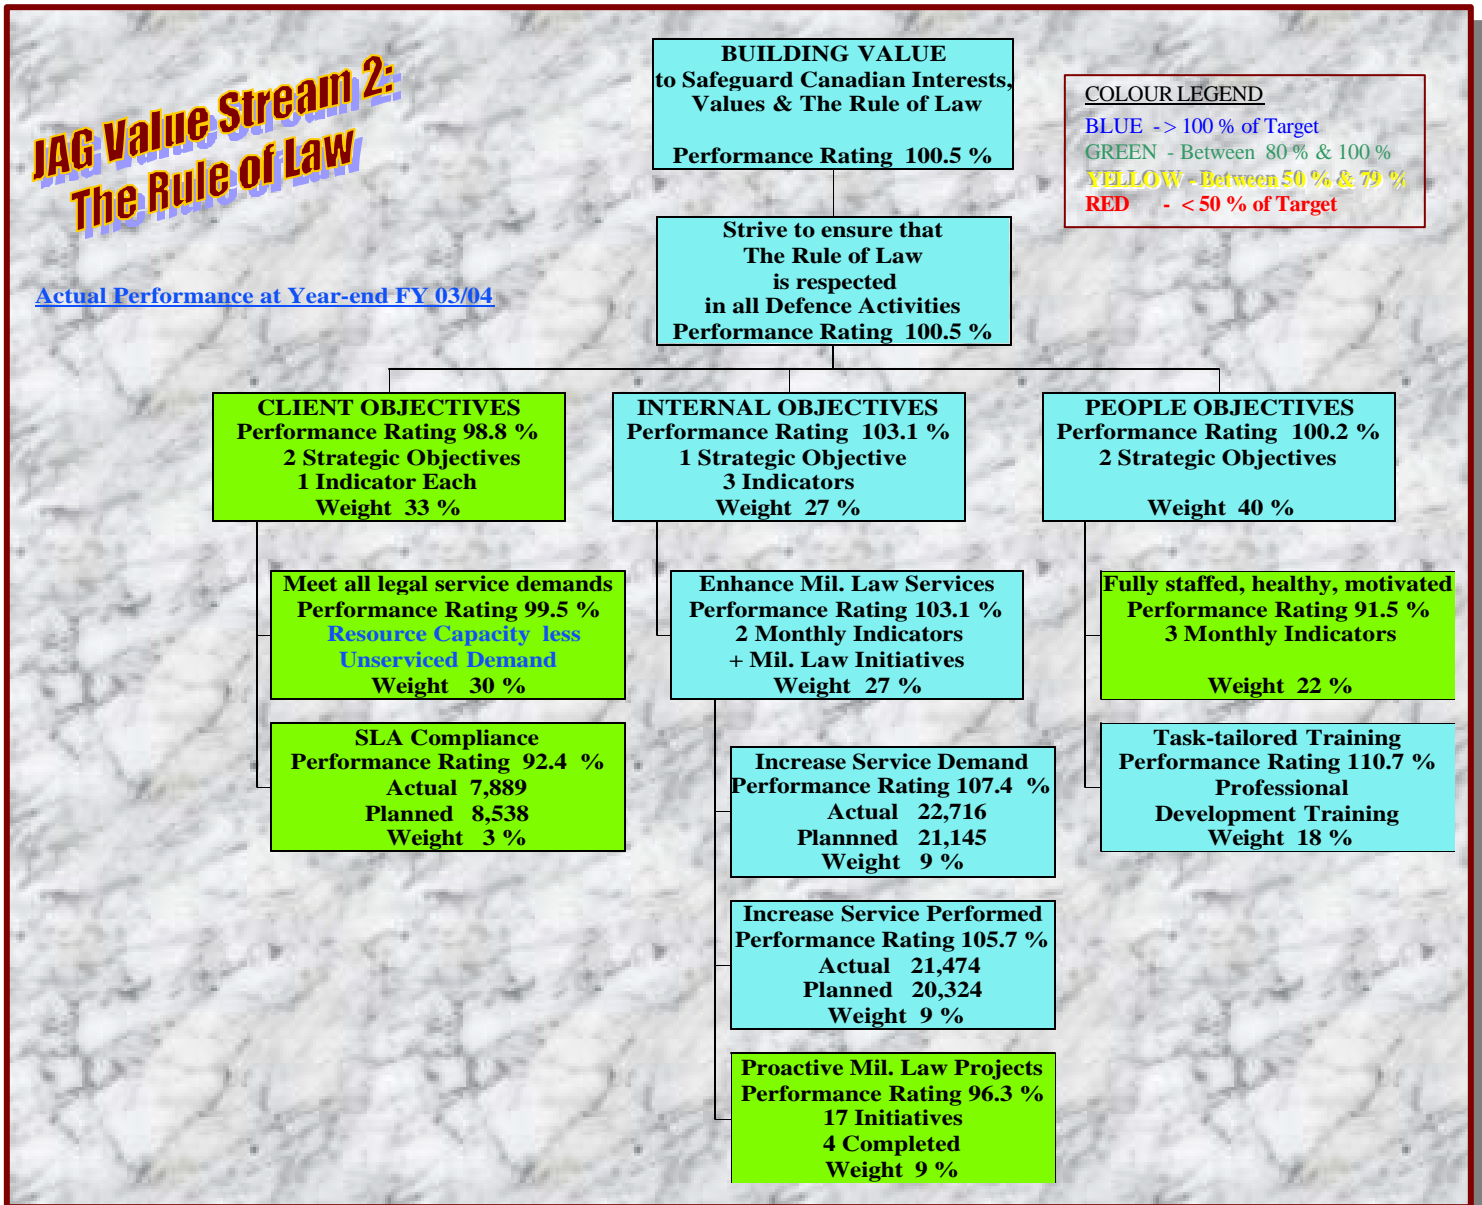 JAG Value Stream 2:
The Rule of Law
Actual Performance at Year-end FY 03/04
BUILDING VALUE
to Safeguard Canadian Interests,
Values & The Rule of Law
Performance Rating 100.5 %
COLOUR LEGEND
BLUE - > 100 % of Target
GREEN - Between 80 % & 100 %
YELLOW - Between 50 % & 79 %
RED - < 50 % of Target
Strive to ensure that
The Rule of Law
is respected
in all Defence Activities
Performance Rating 100.5 %
CLIENT OBJECTIVES
Performance Rating 98.8 %
2 Strategic Objectives
1 Indicator Each
Weight 33 %
Meet all legal service demands
Performance Rating 99.5 %
Resource Capacity less
Unserviced Demand
Weight 30 %
SLA Compliance
Performance Rating 92.4 %
Actual 7,889
Planned 8,538
Weight 3 %
INTERNAL OBJECTIVES
Performance Rating 103.1 %
1 Strategic Objective
3 Indicators
Weight 27 %
Enhance Mil. Law Services
Performance Rating 103.1 %
2 Monthly Indicators
+ Mil. Law Initiatives
Weight 27 %
Increase Service Demand
Performance Rating 107.4 %
Actual 22,716
Plannned 21,145
Weight 9 %
Increase Service Performed
Performance Rating 105.7 %
Actual 21,474
Planned 20,324
Weight 9 %
Proactive Mil. Law Projects
Performance Rating 96.3 %
17 Initiatives
4 Completed
Weight 9 %
PEOPLE OBJECTIVES
Performance Rating 100.2 %
2 Strategic Objectives
Weight 40 %
Fully staffed, healthy, motivated
Performance Rating 91.5 %
3 Monthly Indicators
Weight 22 %
Task-tailored Training
Performance Rating 110.7 %
Professional
Development Training
Weight 18 %